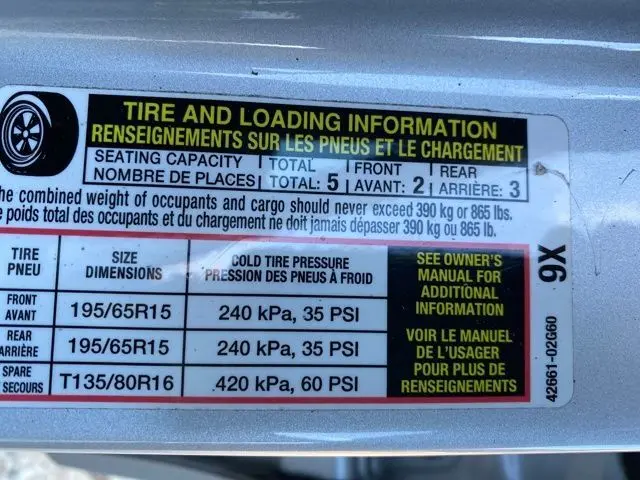 TIRE AND LOADING INFORMATION
RENSEIGNEMENTS SUR LES PNEUS ET LE CHARGEMENT
SEATING CAPACITY TOTAL FRONT REAR
NOMBRE DE PLACES TOTAL: 5 AVANT: 2 ARRIÈRE: 3
he combined weight of occupants and cargo should never exceed 390 kg or 865 lbs.
e poids total des occupants et du chargement ne doit jamais dépasser 390 kg ou 865 lb.
TIRE SIZE COLD TIRE PRESSURE
PNEU DIMENSIONS PRESSION DES PNEUS À FROID
FRONT
AVANT 195/65R15 240 kPa, 35 PSI
REAR
ARRIÈRE 195/65R15 240 kPa, 35 PSI
SPARE
SECOURS T135/80R16 420 kPa, 60 PSI
SEE OWNER'S
MANUAL FOR
ADDITIONAL
INFORMATION
VOIR LE MANUEL
DE L'USAGER
POUR PLUS DE
RENSEIGNEMENTS
9X
42661-02G60